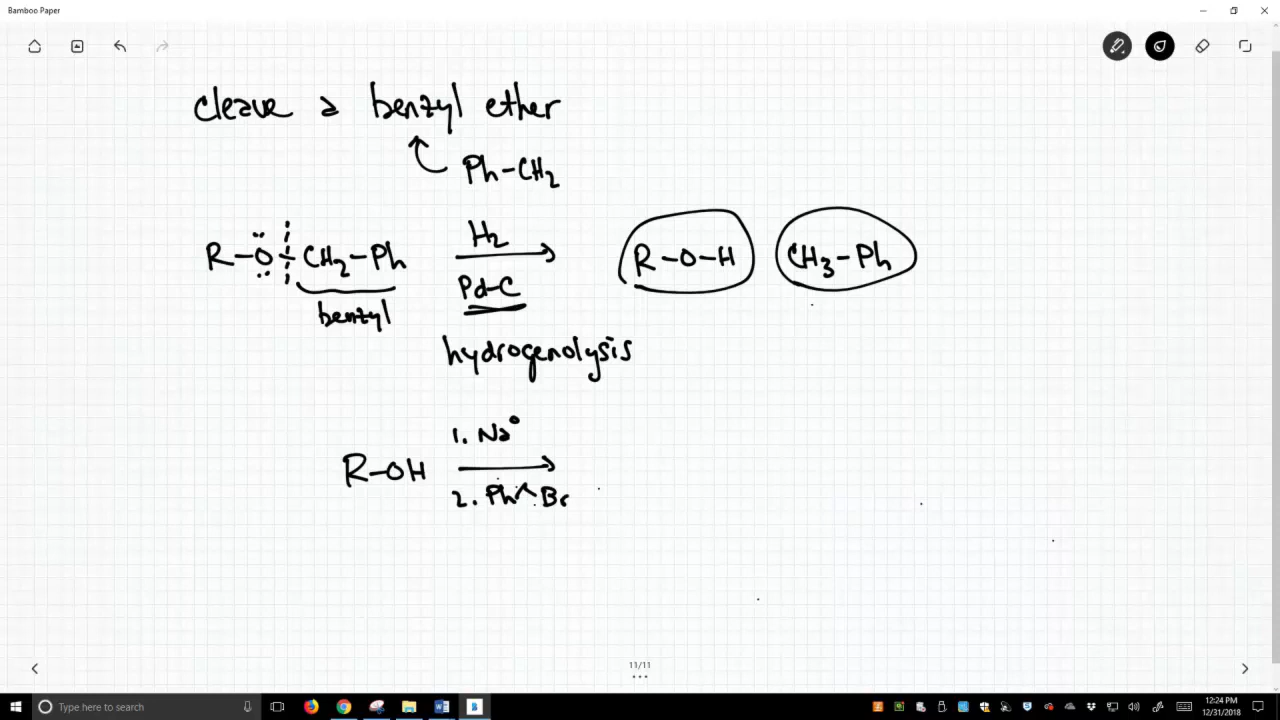 Bamboo Paper
cleave a benzyl ether
Ph-CH2
R-O-CH2-Ph H2 R-O-H CH3-Ph
Pd-C
benzyl
hydrogenolysis
1. Na°
R-OH
2. Ph^Br
11/11
Type here to search
12:24 PM
12/31/2018